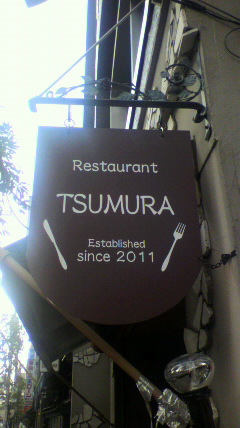 Restaurant
TSUMURA
Established
since 2011